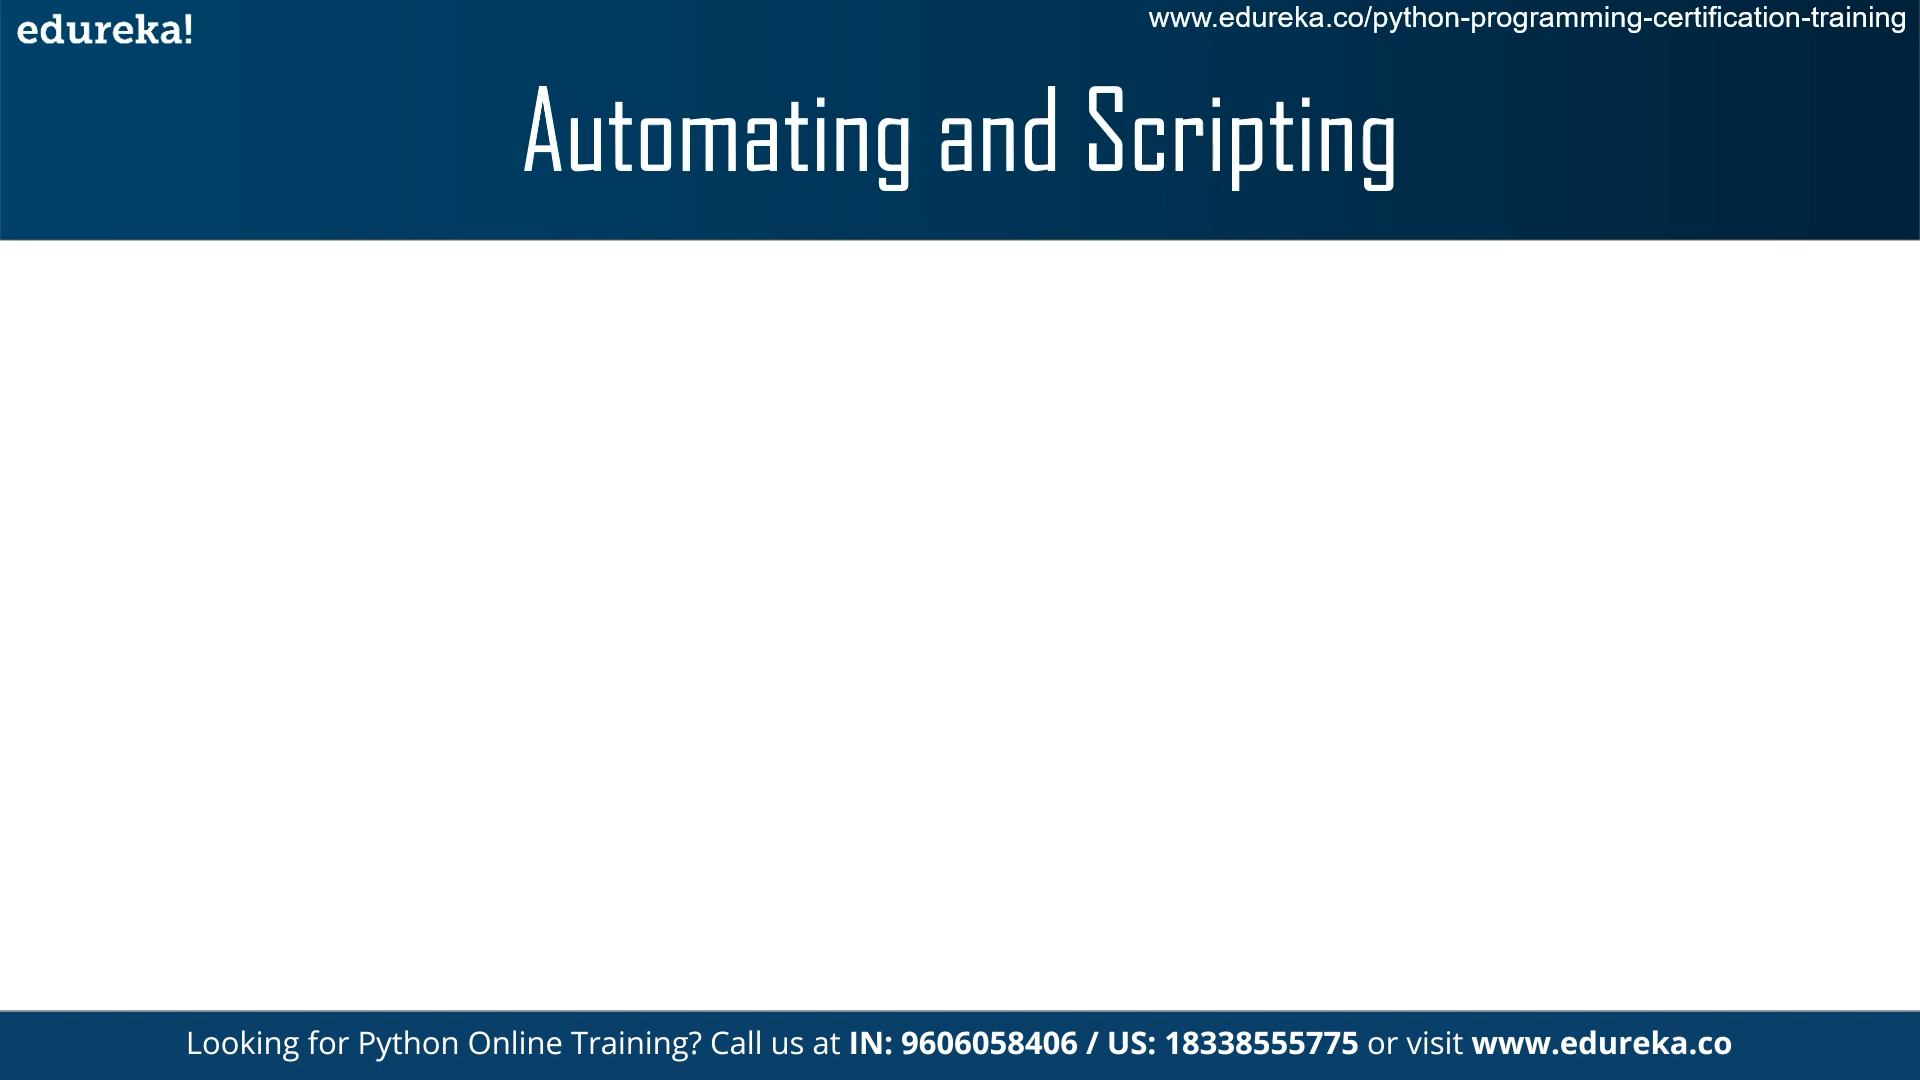 edureka!
www.edureka.co/python-programming-certification-training
Automating and Scripting
Looking for Python Online Training? Call us at IN: 9606058406 / US: 18338555775 or visit www.edureka.co